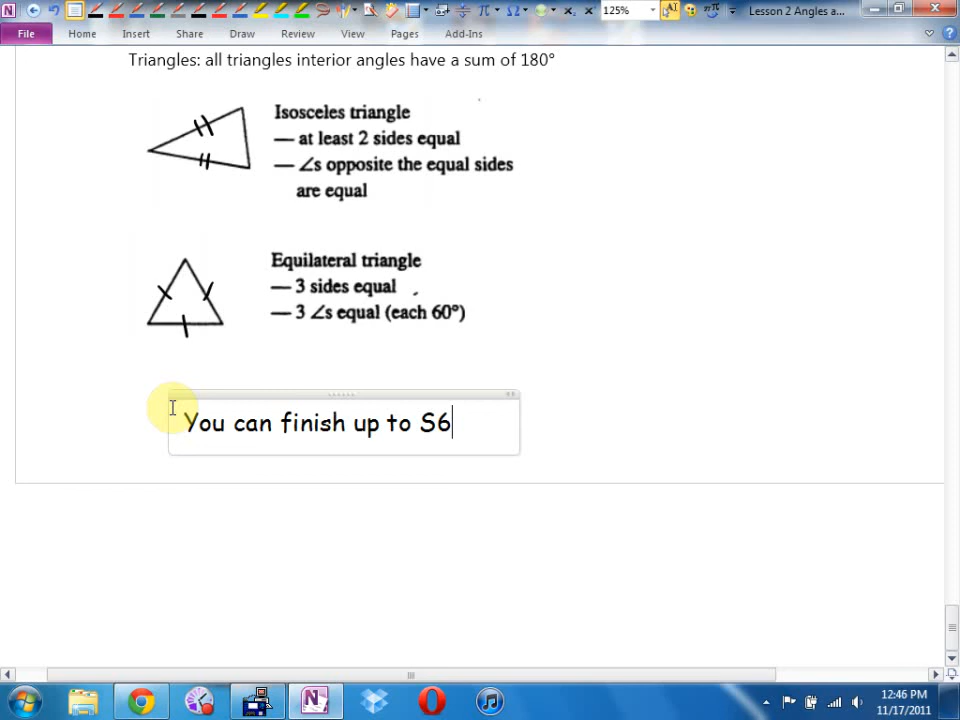 125%
Lesson 2 Angles a...
File Home Insert Share Draw Review View Pages Add-Ins
Triangles: all triangles interior angles have a sum of 180°
Isosceles triangle
— at least 2 sides equal
— ∠s opposite the equal sides
are equal
Equilateral triangle
— 3 sides equal
— 3 ∠s equal (each 60°)
You can finish up to S6
12:46 PM
11/17/2011